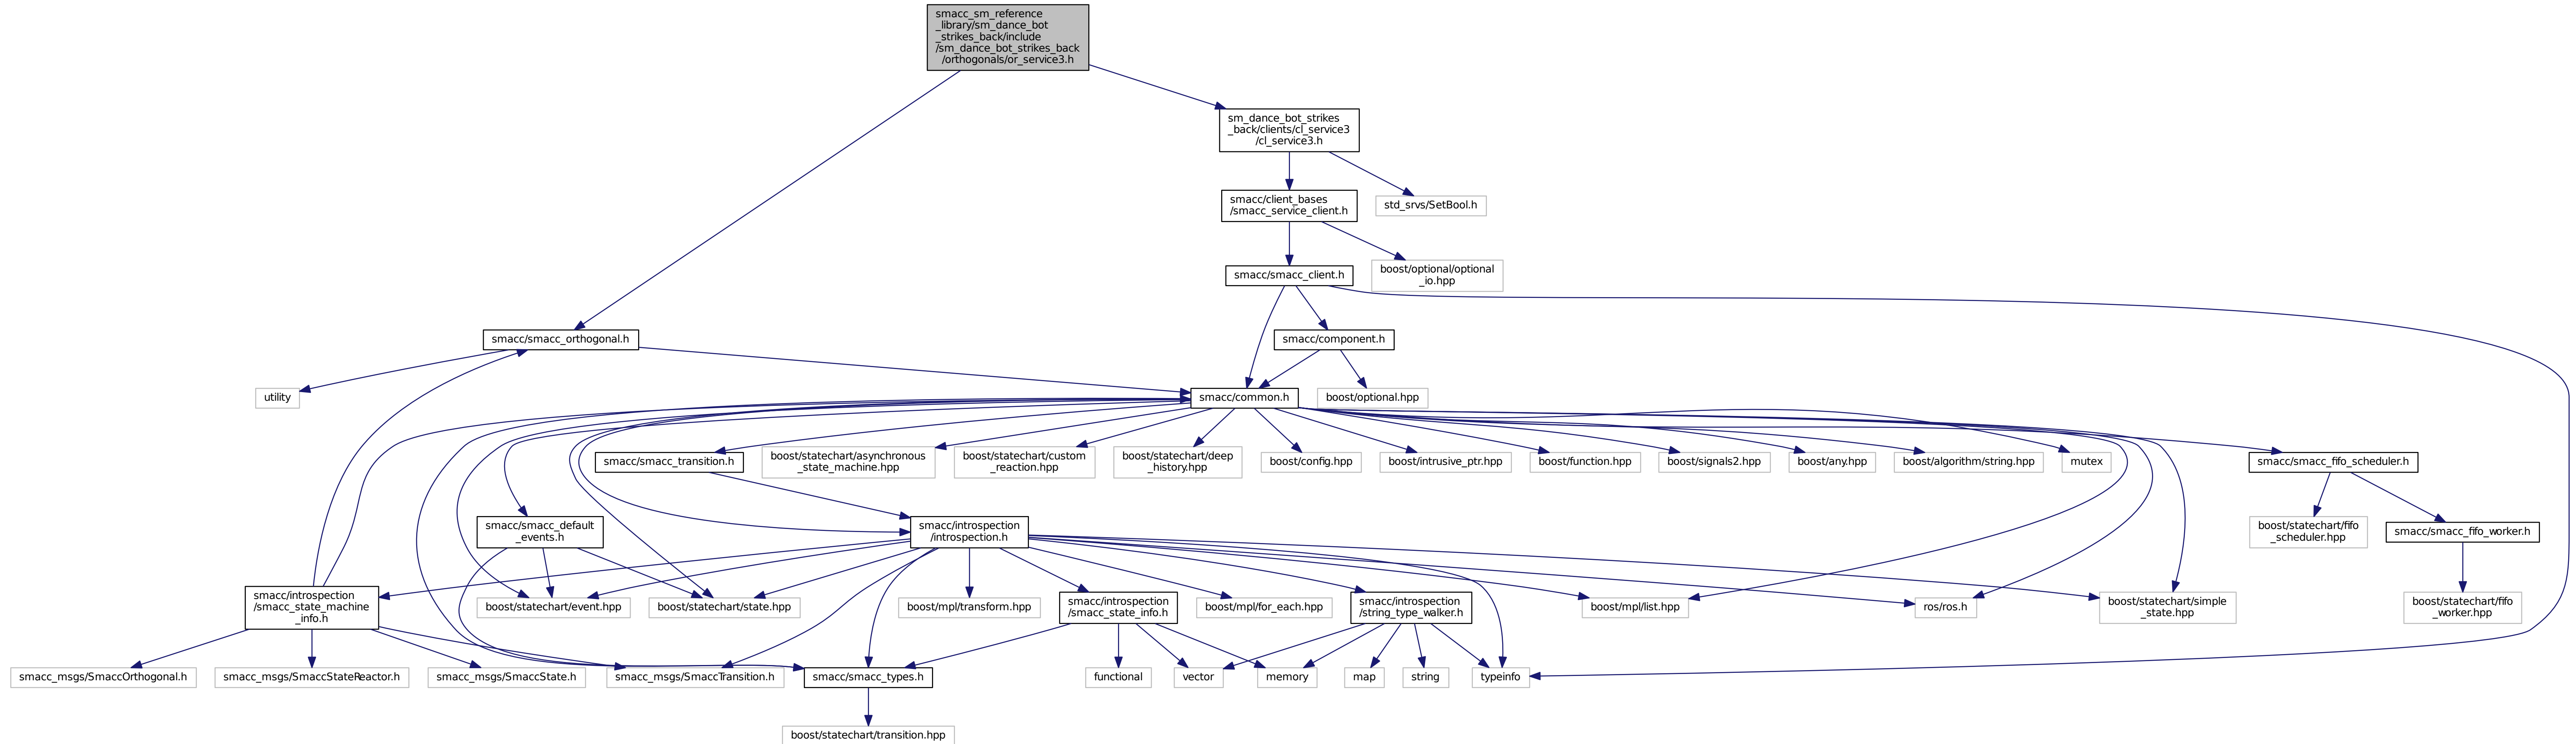 smacc_sm_reference
_library/sm_dance_bot
_strikes_back/include
/sm_dance_bot_strikes_back
/orthogonals/or_service3.h
sm_dance_bot_strikes
_back/clients/cl_service3
/cl_service3.h
smacc/client_bases
/smacc_service_client.h
std_srvs/SetBool.h
smacc/smacc_client.h
boost/optional/optional
_io.hpp
smacc/smacc_orthogonal.h
smacc/component.h
utility
smacc/common.h
boost/optional.hpp
smacc/smacc_transition.h
boost/statechart/asynchronous
_state_machine.hpp
boost/statechart/custom
_reaction.hpp
boost/statechart/deep
_history.hpp
boost/config.hpp
boost/intrusive_ptr.hpp
boost/function.hpp
boost/signals2.hpp
boost/any.hpp
boost/algorithm/string.hpp
mutex
smacc/smacc_fifo_scheduler.h
smacc/smacc_default
_events.h
smacc/introspection
/introspection.h
boost/statechart/fifo
_scheduler.hpp
smacc/smacc_fifo_worker.h
smacc/introspection
/smacc_state_machine
_info.h
boost/statechart/event.hpp
boost/statechart/state.hpp
boost/mpl/transform.hpp
smacc/introspection
/smacc_state_info.h
boost/mpl/for_each.hpp
smacc/introspection
/string_type_walker.h
boost/mpl/list.hpp
ros/ros.h
boost/statechart/simple
_state.hpp
boost/statechart/fifo
_worker.hpp
smacc_msgs/SmaccOrthogonal.h
smacc_msgs/SmaccStateReactor.h
smacc_msgs/SmaccState.h
smacc_msgs/SmaccTransition.h
smacc/smacc_types.h
functional
vector
memory
map
string
typeinfo
boost/statechart/transition.hpp